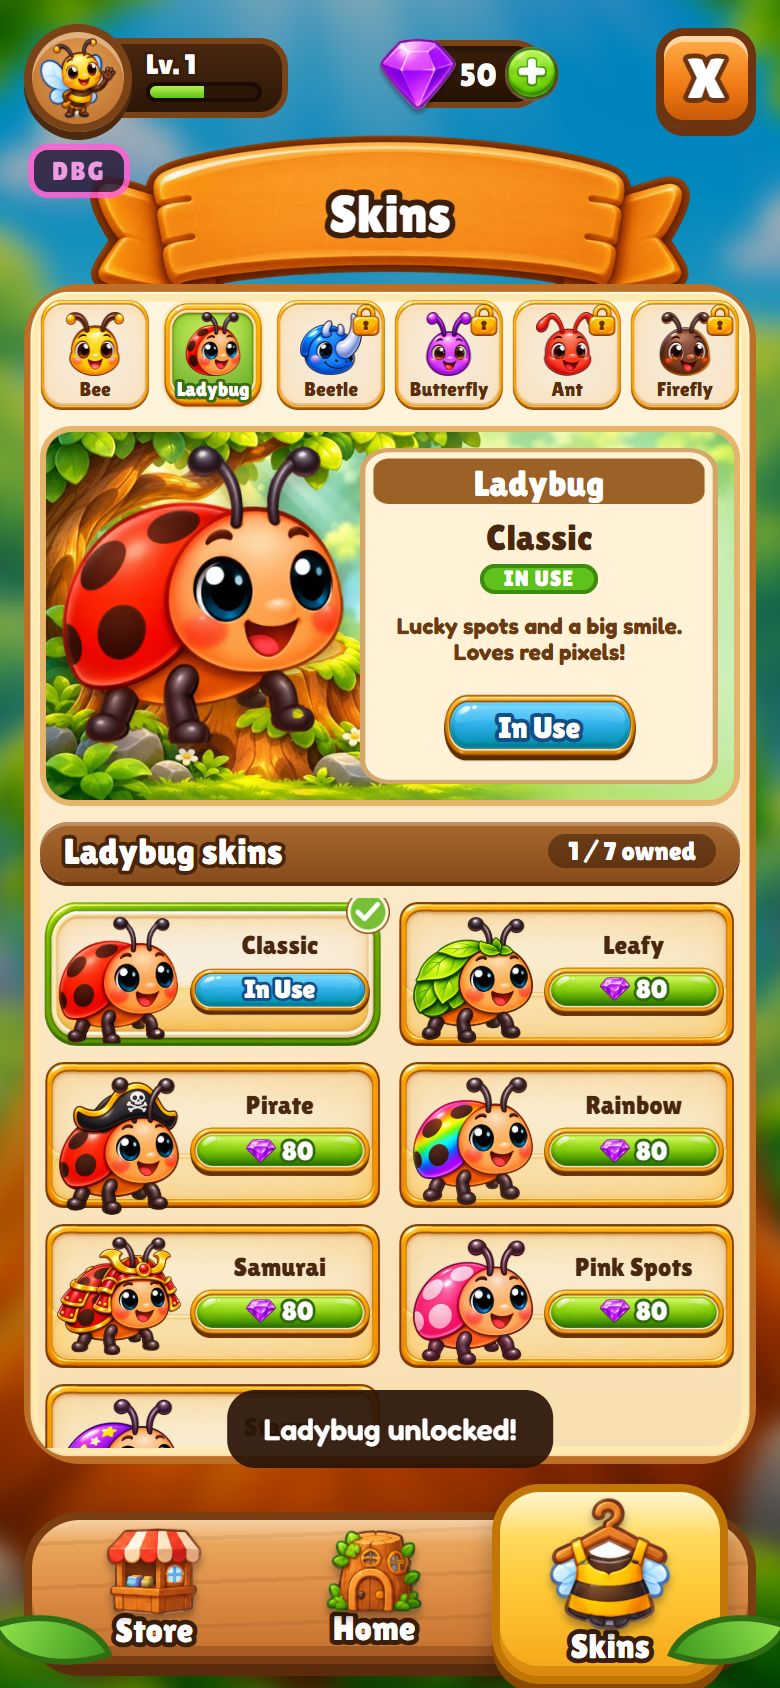 Lv. 1
50
X
DBG
Skins
Bee
Ladybug
Beetle
Butterfly
Ant
Firefly
Ladybug
Classic
IN USE
Lucky spots and a big smile.
Loves red pixels!
In Use
Ladybug skins
1 / 7 owned
Classic
In Use
Leafy
80
Pirate
80
Rainbow
80
Samurai
80
Pink Spots
80
Ladybug unlocked!
Store
Home
Skins